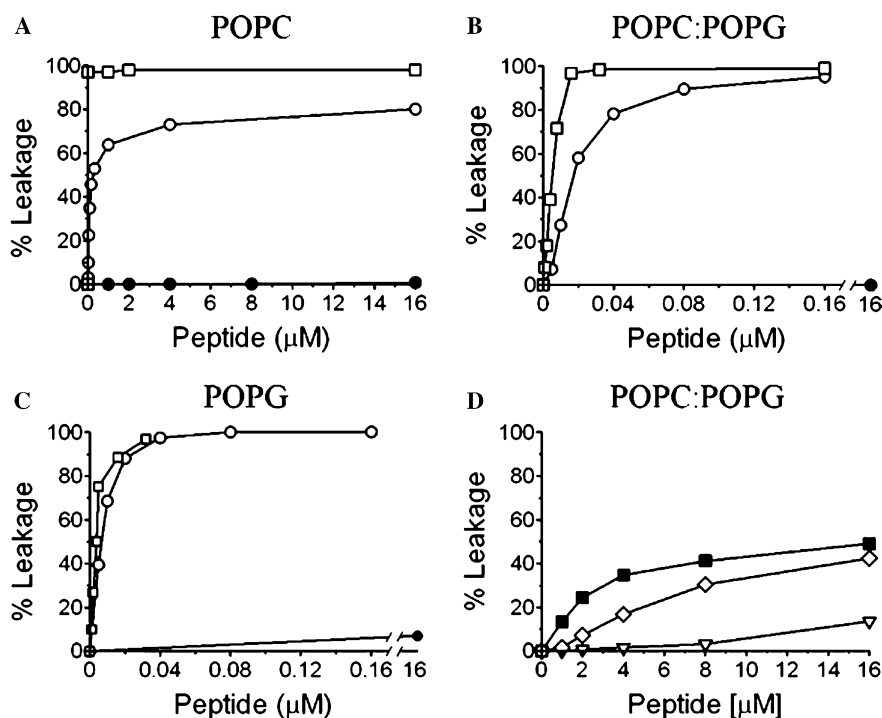 A
POPC
% Leakage
100
80
60
40
20
0
0 2 4 6 8 10 12 14 16
Peptide (μM)
B
POPC:POPG
% Leakage
100
80
60
40
20
0
0 0.04 0.08 0.12 0.16 16
Peptide (μM)
C
POPG
% Leakage
100
80
60
40
20
0
0 0.04 0.08 0.12 0.16 16
Peptide (μM)
D
POPC:POPG
% Leakage
100
80
60
40
20
0
0 2 4 6 8 10 12 14 16
Peptide [μM]